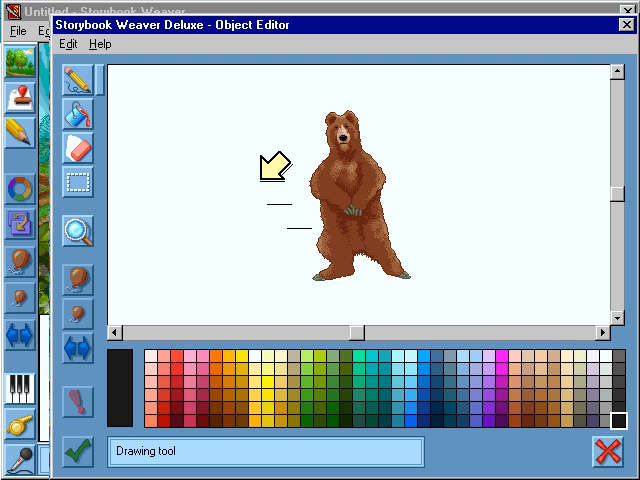 Untitled - Storybook Weaver
File
Storybook Weaver Deluxe - Object Editor
Edit Help
Drawing tool